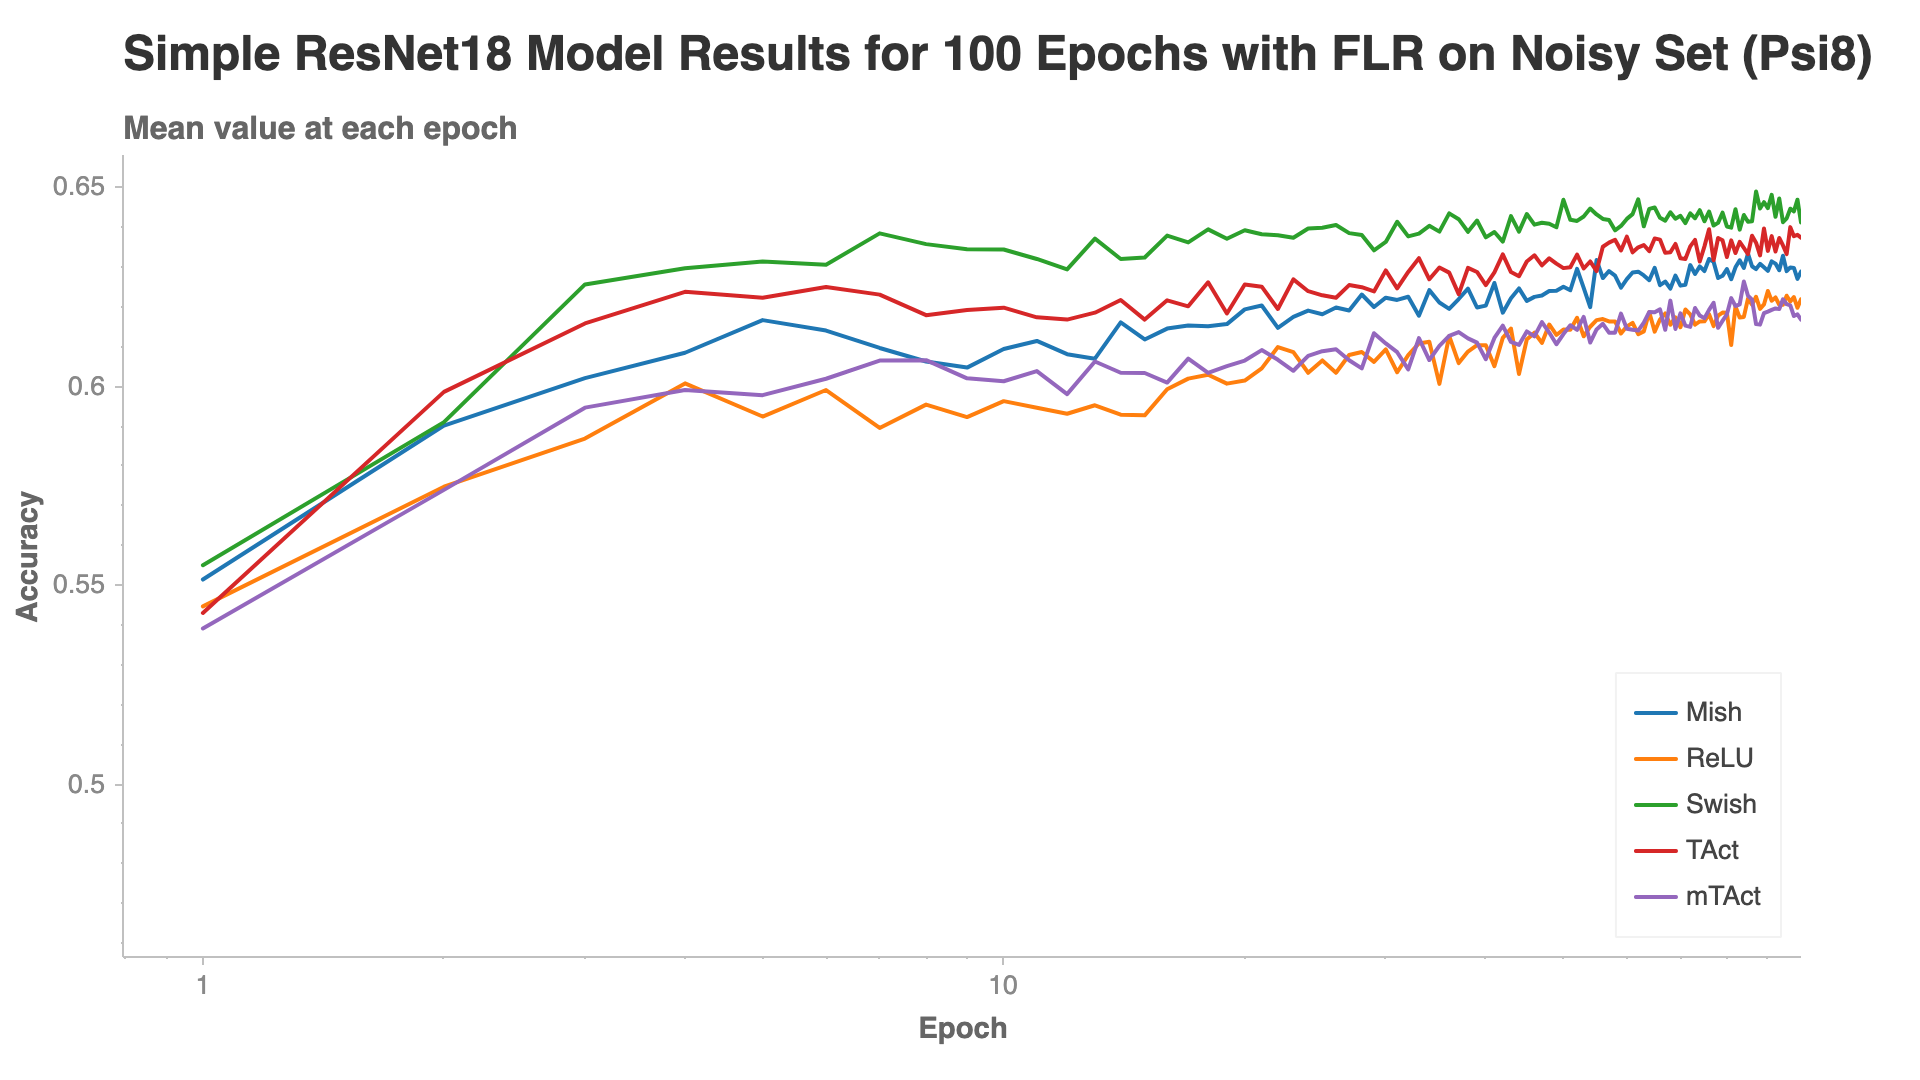 Simple ResNet18 Model Results for 100 Epochs with FLR on Noisy Set (Psi8)
Mean value at each epoch
0.65
0.6
0.55
0.5
Accuracy
1
10
Epoch
Mish
ReLU
Swish
TAct
mTAct